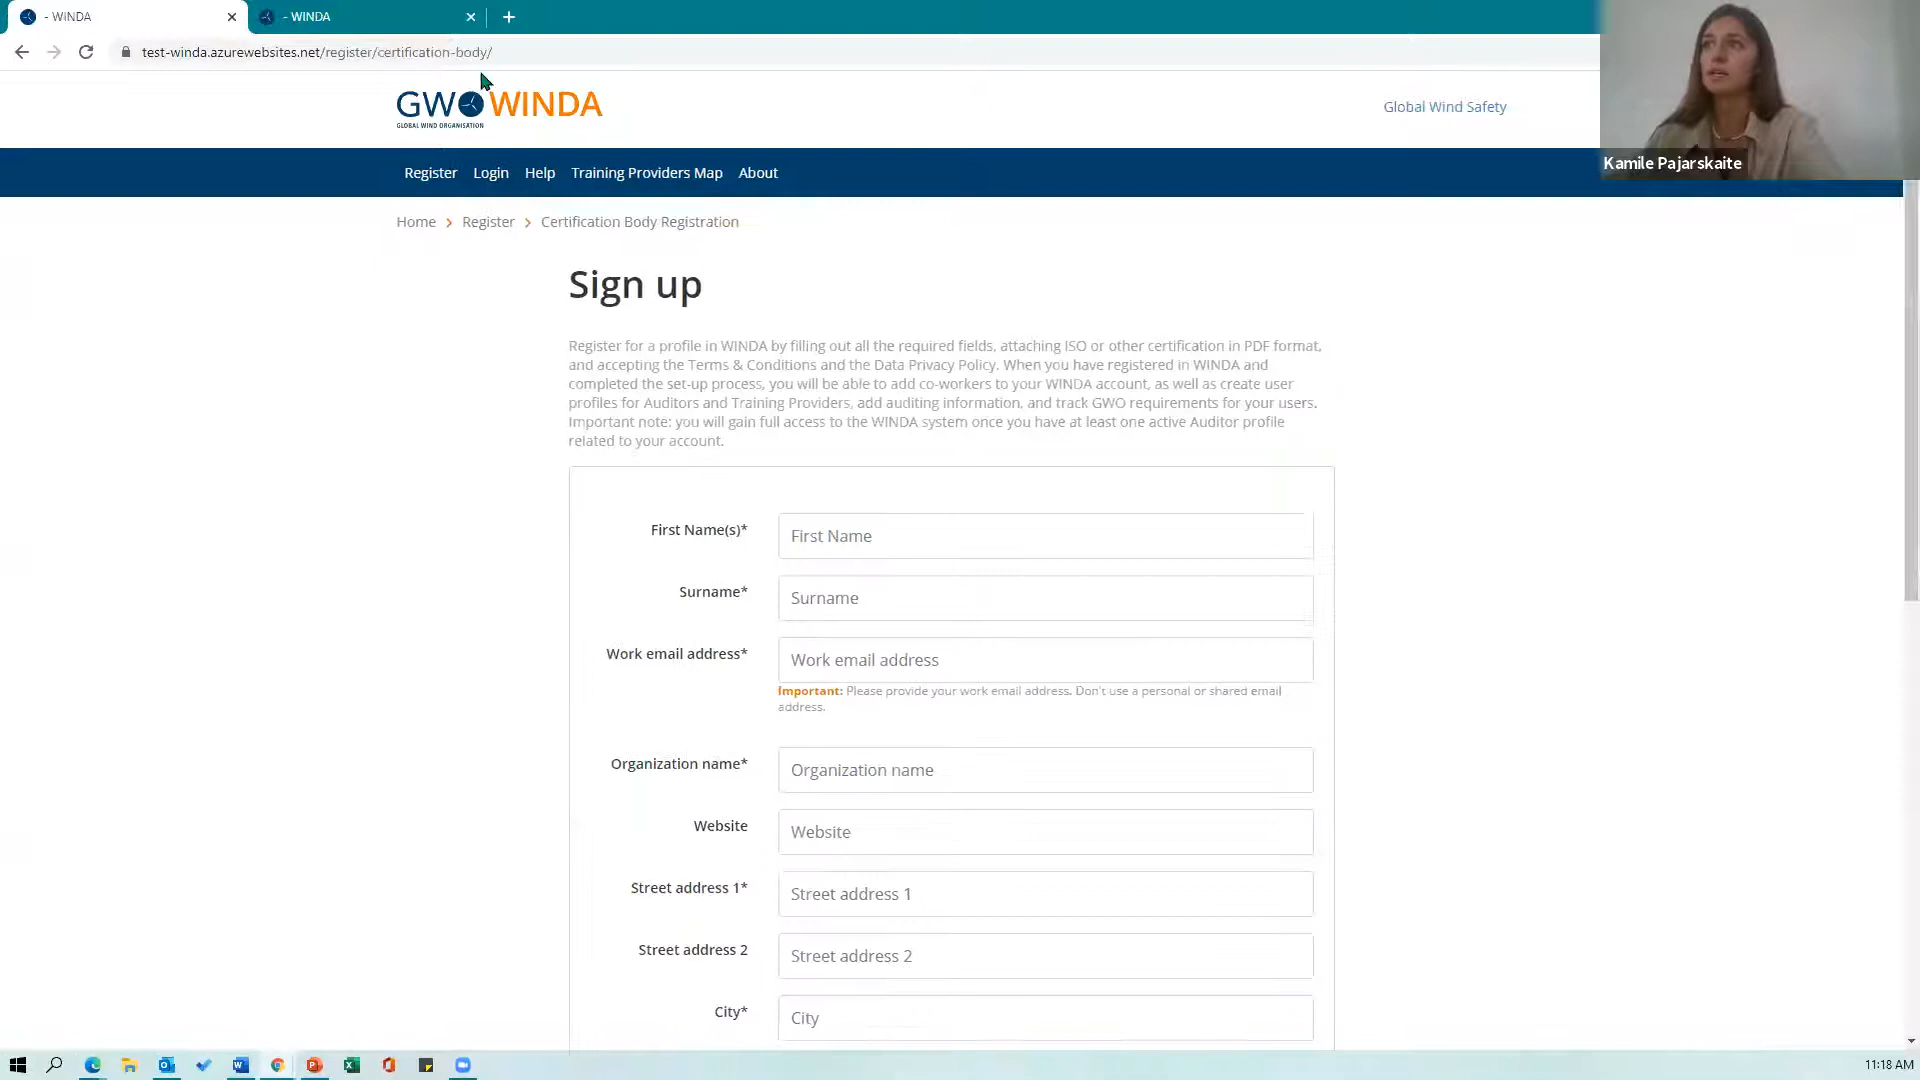 - WINDA
- WINDA
test-winda.azurewebsites.net/register/certification-body/
GWO WINDA
GLOBAL WIND ORGANISATION
Global Wind Safety
Kamile Pajarskaite
Register Login Help Training Providers Map About
Home > Register > Certification Body Registration
Sign up
Register for a profile in WINDA by filling out all the required fields, attaching ISO or other certification in PDF format,
and accepting the Terms & Conditions and the Data Privacy Policy. When you have registered in WINDA and
completed the set-up process, you will be able to add co-workers to your WINDA account, as well as create user
profiles for Auditors and Training Providers, add auditing information, and track GWO requirements for your users.
Important note: you will gain full access to the WINDA system once you have at least one active Auditor profile
related to your account.
First Name(s)* First Name
Surname* Surname
Work email address* Work email address
Important: Please provide your work email address. Don't use a personal or shared email
address.
Organization name* Organization name
Website Website
Street address 1* Street address 1
Street address 2 Street address 2
City* City
11:18 AM